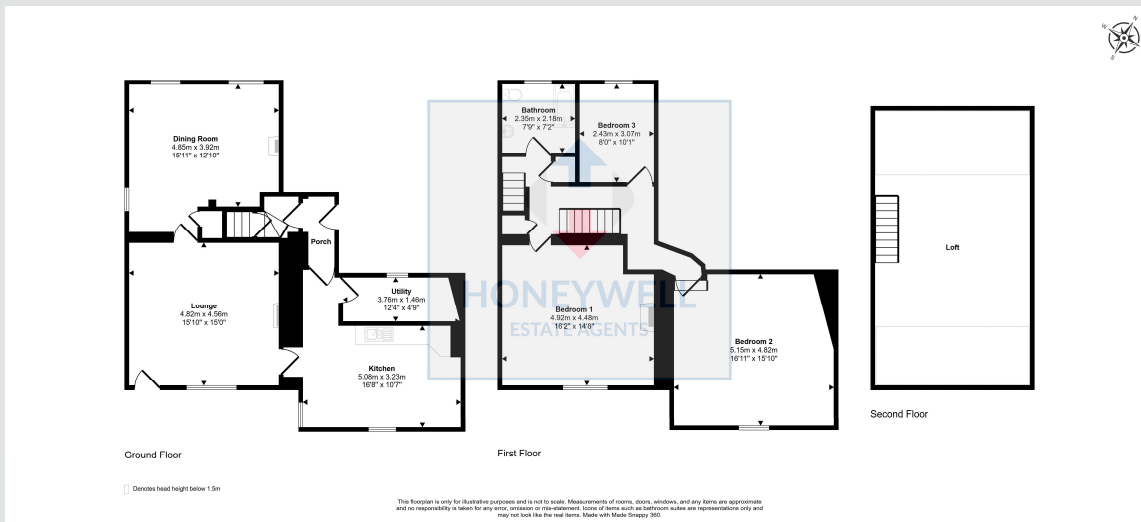 N
W
S
Dining Room
4.85m x 3.92m
16'11" x 12'10"
Porch
Lounge
4.82m x 4.56m
15'10" x 15'0"
Utility
3.76m x 1.46m
12'4" x 4'9"
Kitchen
5.08m x 3.23m
16'8" x 10'7"
Ground Floor
Denotes head height below 1.5m
Bathroom
2.35m x 2.18m
7'9" x 7'2"
Bedroom 3
2.43m x 3.07m
8'0" x 10'1"
HONEYWELL
ESTATE AGENTS
Bedroom 1
4.92m x 4.48m
16'2" x 14'8"
Bedroom 2
5.15m x 4.82m
16'11" x 15'10"
First Floor
Loft
Second Floor
This floorplan is only for illustrative purposes and is not to scale. Measurements of rooms, doors, windows, and any items are approximate
and no responsibility is taken for any error, omission or mis-statement. Icons of items such as bathroom suites are representations only and
may not look like the real items. Made with Made Snappy 360.